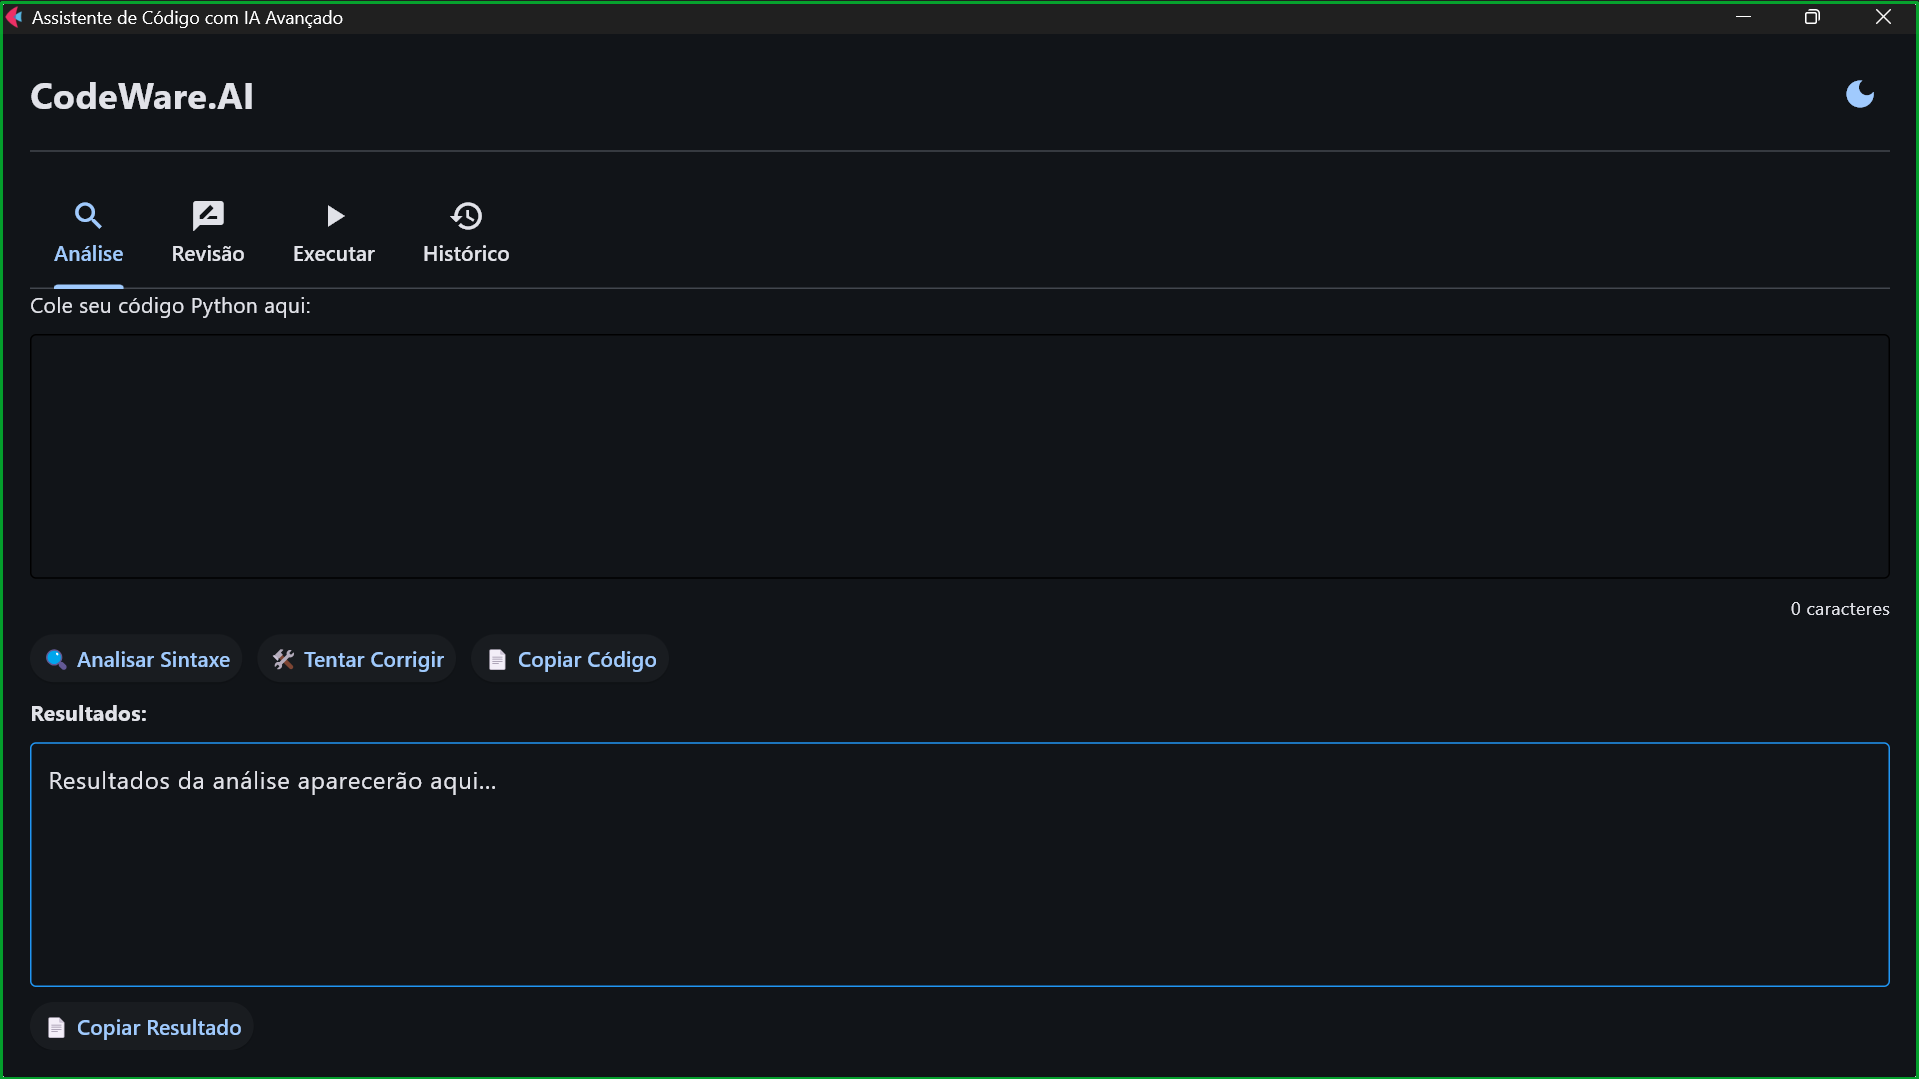 Assistente de Código com IA Avançado
CodeWare.AI
Análise
Revisão
Executar
Histórico
Cole seu código Python aqui:
0 caracteres
Analisar Sintaxe
Tentar Corrigir
Copiar Código
Resultados:
Resultados da análise aparecerão aqui...
Copiar Resultado